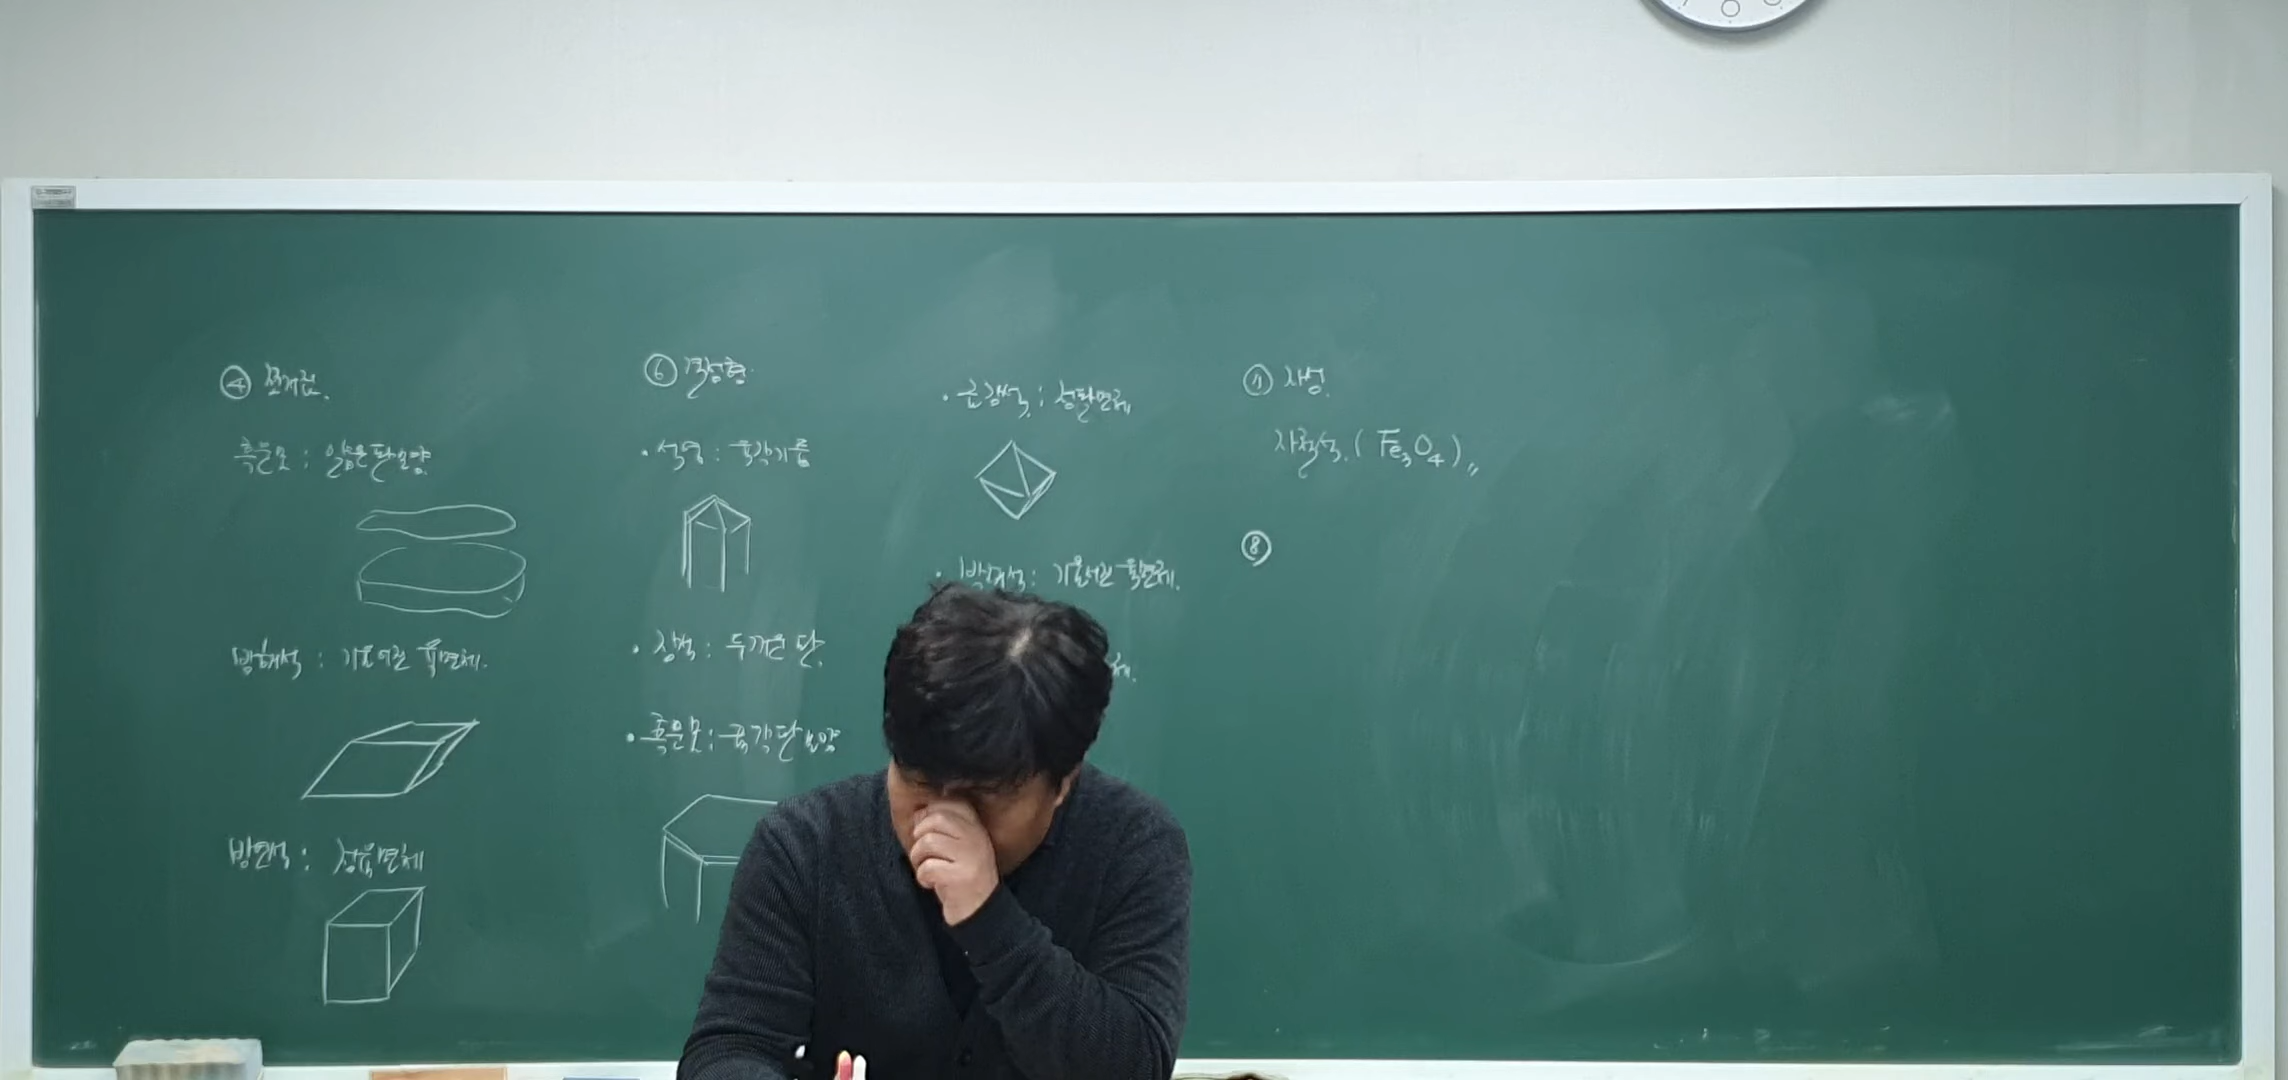 ④ 쪼개짐.
흑운모 : 얇은 판 모양.
방해석 : 기울어진 육면체.
방연석 : 정육면체
⑥ 결정형
· 석영 : 육각기둥
· 장석 : 두꺼운 판.
· 흑운모 : 육각 판 모양
· 금강석 : 정팔면체
· 방해석 : 기울어진 육면체.
체.
⑦ 자성.
자철석. ( Fe₃O₄ ) 〃
⑧